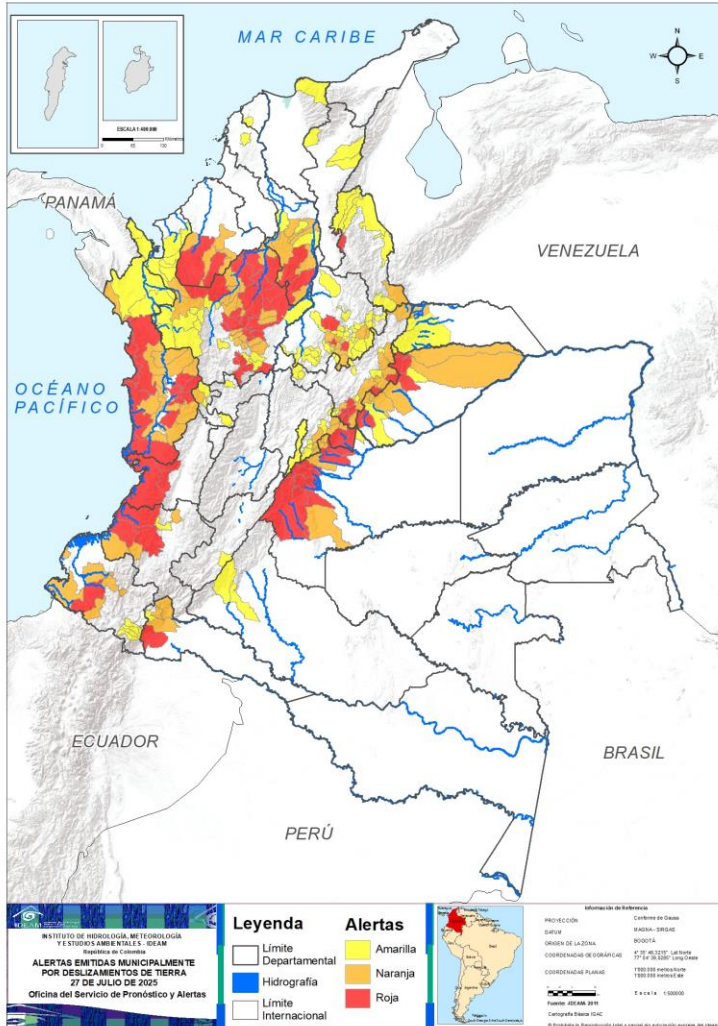 MAR CARIBE
N
W
E
S
ESCALA 1:400.000
PANAMÁ
VENEZUELA
OCÉANO
PACÍFICO
ECUADOR
BRASIL
PERÚ
IDEAM
INSTITUTO DE HIDROLOGÍA, METEOROLOGÍA
Y ESTUDIOS AMBIENTALES - IDEAM
República de Colombia
ALERTAS EMITIDAS MUNICIPALMENTE
POR DESLIZAMIENTOS DE TIERRA
27 DE JULIO DE 2025
Oficina del Servicio de Pronóstico y Alertas
Leyenda
Límite
Departamental
Hidrografía
Límite
Internacional
Alertas
Amarilla
Naranja
Roja
Información de Referencia
PROYECCIÓN
Conforme de Gauss
DATUM
MAGNA - SIRGAS
ORIGEN DE LA ZONA
BOGOTÁ
COORDENADAS GEOGRÁFICAS
COORDENADAS PLANAS
Fuente: IDEAM- 2011
Cartografía Básica IGAC